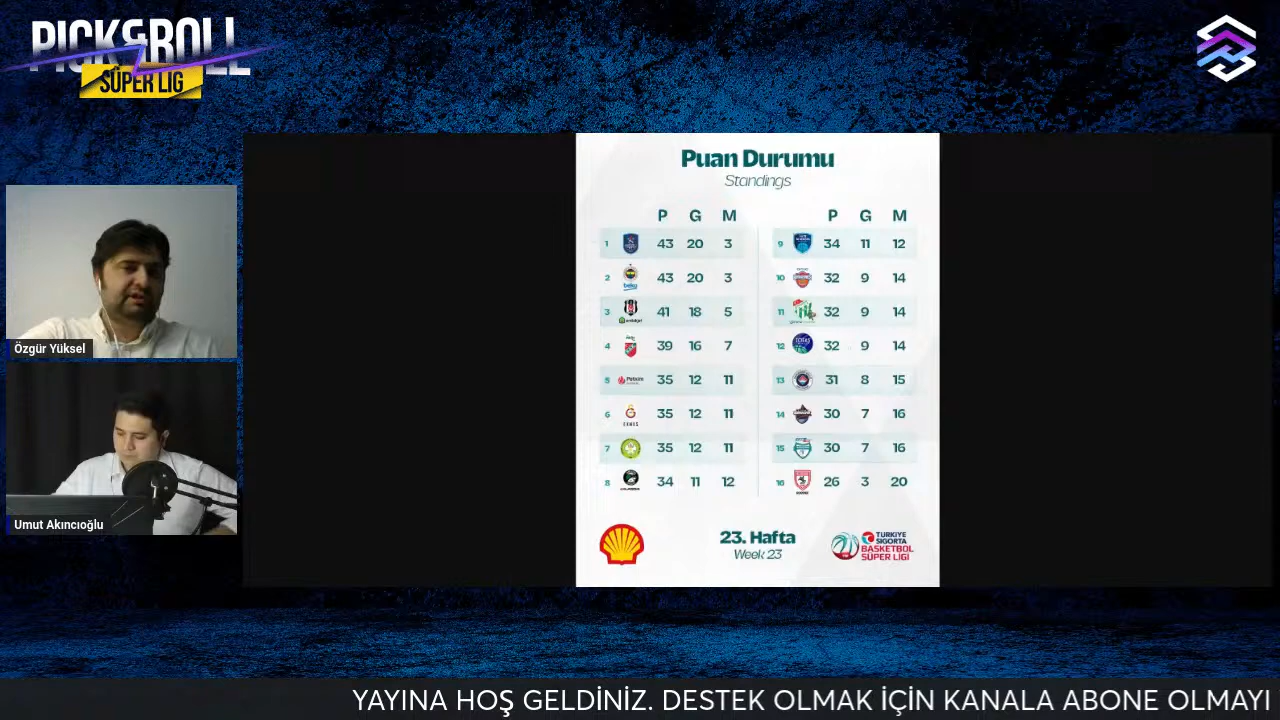 PICK&ROLL
SÜPER LIG
Puan Durumu
Standings
P G M
1 43 20 3
2 43 20 3
3 41 18 5
4 39 16 7
5 35 12 11
6 35 12 11
7 35 12 11
8 34 11 12
P G M
9 34 11 12
10 32 9 14
11 32 9 14
12 32 9 14
13 31 8 15
14 30 7 16
15 30 7 16
16 26 3 20
23. Hafta
Week 23
TÜRKİYE
SİGORTA
BASKETBOL
SÜPER LİGİ
Özgür Yüksel
Umut Akıncıoğlu
YAYINA HOŞ GELDİNİZ. DESTEK OLMAK İÇİN KANALA ABONE OLMAYI